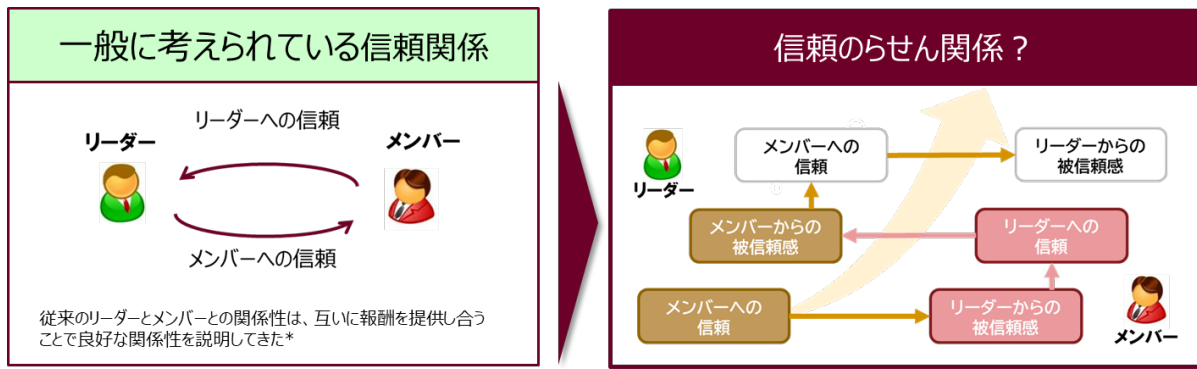 一般に考えられている信頼関係
リーダーへの信頼
リーダー
メンバー
メンバーへの信頼
従来のリーダーとメンバーとの関係性は、互いに報酬を提供し合う
ことで良好な関係性を説明してきた*
信頼のらせん関係？
リーダー
メンバーへの
信頼
リーダーからの
被信頼感
メンバーからの
被信頼感
リーダーへの
信頼
メンバーへの
信頼
リーダーからの
被信頼感
メンバー